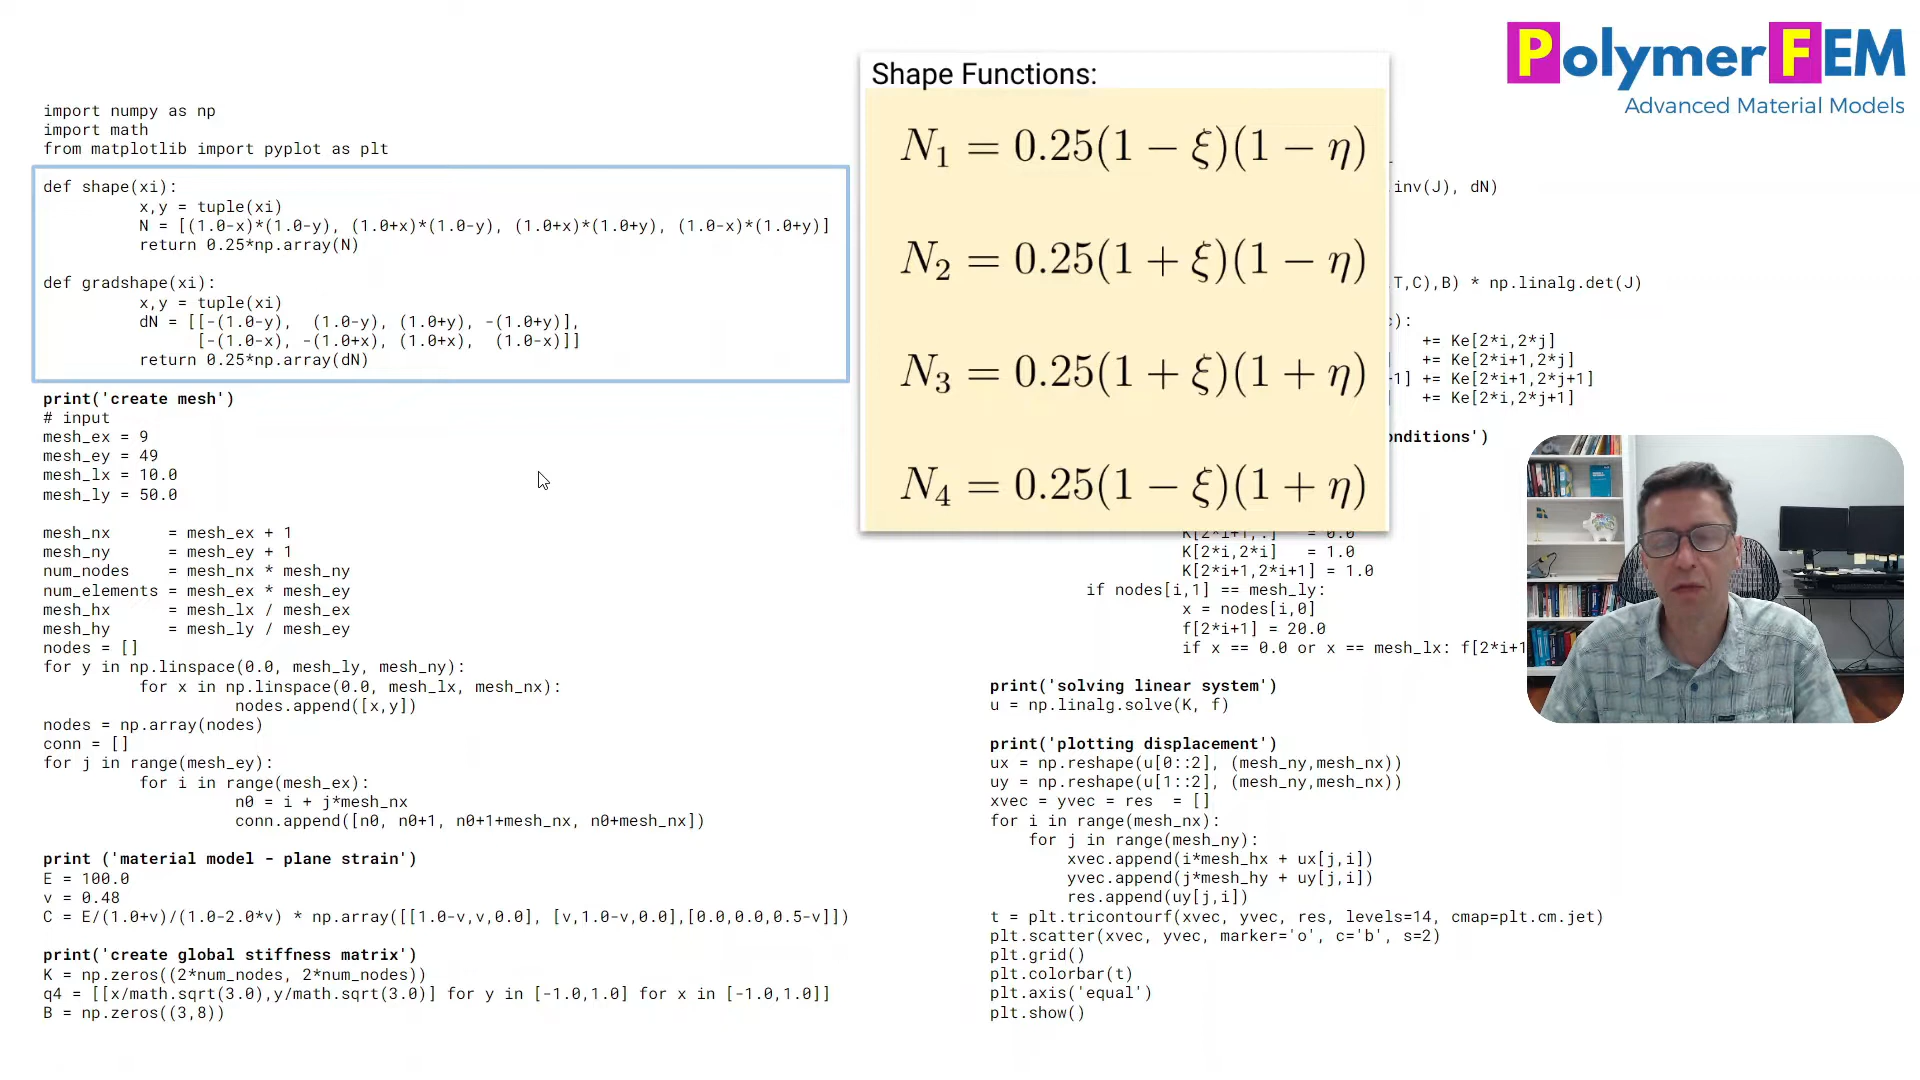 PolymerFEM
Advanced Material Models
import numpy as np
import math
from matplotlib import pyplot as plt
def shape(xi):
x,y = tuple(xi)
N = [(1.0-x)*(1.0-y), (1.0+x)*(1.0-y), (1.0+x)*(1.0+y), (1.0-x)*(1.0+y)]
return 0.25*np.array(N)
def gradshape(xi):
x,y = tuple(xi)
dN = [[-(1.0-y), (1.0-y), (1.0+y), -(1.0+y)],
[-(1.0-x), -(1.0+x), (1.0+x), (1.0-x)]]
return 0.25*np.array(dN)
print('create mesh')
# input
mesh_ex = 9
mesh_ey = 49
mesh_lx = 10.0
mesh_ly = 50.0
mesh_nx = mesh_ex + 1
mesh_ny = mesh_ey + 1
num_nodes = mesh_nx * mesh_ny
num_elements = mesh_ex * mesh_ey
mesh_hx = mesh_lx / mesh_ex
mesh_hy = mesh_ly / mesh_ey
nodes = []
for y in np.linspace(0.0, mesh_ly, mesh_ny):
for x in np.linspace(0.0, mesh_lx, mesh_nx):
nodes.append([x,y])
nodes = np.array(nodes)
conn = []
for j in range(mesh_ey):
for i in range(mesh_ex):
n0 = i + j*mesh_nx
conn.append([n0, n0+1, n0+1+mesh_nx, n0+mesh_nx])
print ('material model - plane strain')
E = 100.0
v = 0.48
C = E/(1.0+v)/(1.0-2.0*v) * np.array([[1.0-v,v,0.0], [v,1.0-v,0.0],[0.0,0.0,0.5-v]])
print('create global stiffness matrix')
K = np.zeros((2*num_nodes, 2*num_nodes))
q4 = [[x/math.sqrt(3.0),y/math.sqrt(3.0)] for y in [-1.0,1.0] for x in [-1.0,1.0]]
B = np.zeros((3,8))
Shape Functions:
N₁ = 0.25(1 − ξ)(1 − η)
N₂ = 0.25(1 + ξ)(1 − η)
N₃ = 0.25(1 + ξ)(1 + η)
N₄ = 0.25(1 − ξ)(1 + η)
inv(J), dN)
T,C),B) * np.linalg.det(J)
):
+= Ke[2*i,2*j]
+= Ke[2*i+1,2*j]
1] += Ke[2*i+1,2*j+1]
+= Ke[2*i,2*j+1]
nditions')
= 0.0
K[2*i,2*i] = 1.0
K[2*i+1,2*i+1] = 1.0
if nodes[i,1] == mesh_ly:
x = nodes[i,0]
f[2*i+1] = 20.0
if x == 0.0 or x == mesh_lx: f[2*i+1
print('solving linear system')
u = np.linalg.solve(K, f)
print('plotting displacement')
ux = np.reshape(u[0::2], (mesh_ny,mesh_nx))
uy = np.reshape(u[1::2], (mesh_ny,mesh_nx))
xvec = yvec = res = []
for i in range(mesh_nx):
for j in range(mesh_ny):
xvec.append(i*mesh_hx + ux[j,i])
yvec.append(j*mesh_hy + uy[j,i])
res.append(uy[j,i])
t = plt.tricontourf(xvec, yvec, res, levels=14, cmap=plt.cm.jet)
plt.scatter(xvec, yvec, marker='o', c='b', s=2)
plt.grid()
plt.colorbar(t)
plt.axis('equal')
plt.show()